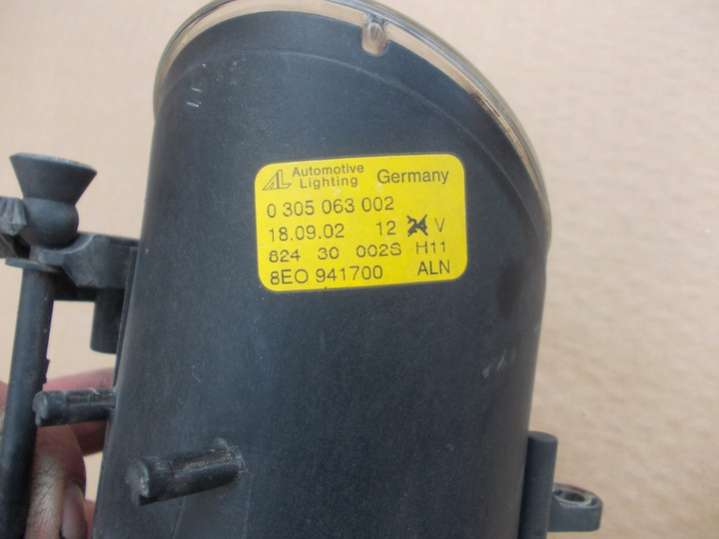 AL Automotive Lighting Germany
0 305 063 002
18.09.02 12 24 V
824 30 002S H11
8EO 941700 ALN